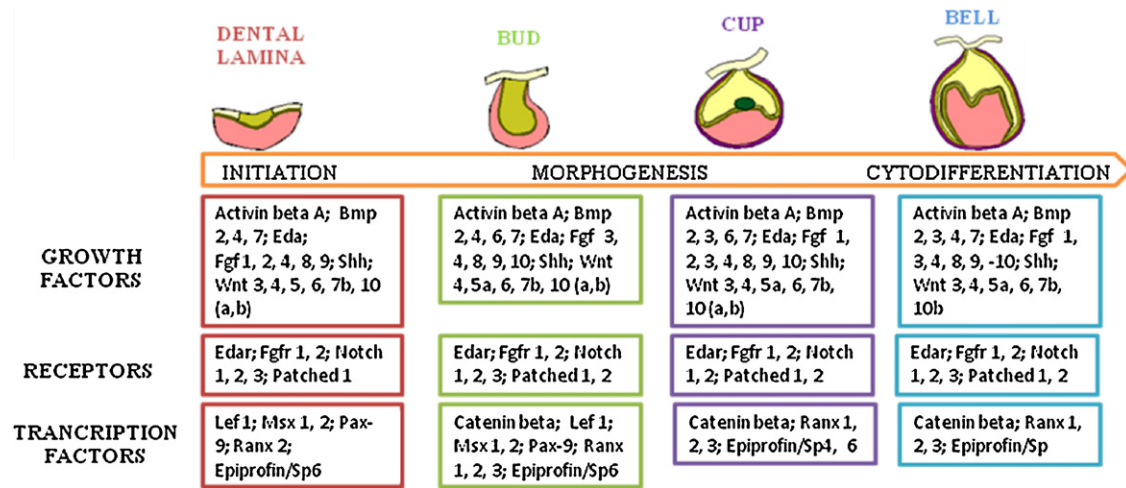 DENTAL
LAMINA
BUD
CUP
BELL
INITIATION
MORPHOGENESIS
CYTODIFFERENTIATION
GROWTH
FACTORS
Activin beta A; Bmp
2, 4, 7; Eda;
Fgf 1, 2, 4, 8, 9; Shh;
Wnt 3, 4, 5, 6, 7b, 10
(a,b)
Activin beta A; Bmp
2, 4, 6, 7; Eda; Fgf 3,
4, 8, 9, 10; Shh; Wnt
4, 5a, 6, 7b, 10 (a,b)
Activin beta A; Bmp
2, 3, 6, 7; Eda; Fgf 1,
2, 3, 4, 8, 9, 10; Shh;
Wnt 3, 4, 5a, 6, 7b,
10 (a,b)
Activin beta A; Bmp
2, 3, 4, 7; Eda; Fgf 1,
3, 4, 8, 9, -10; Shh;
Wnt 3, 4, 5a, 6, 7b,
10b
RECEPTORS
Edar; Fgfr 1, 2; Notch
1, 2, 3; Patched 1
Edar; Fgfr 1, 2; Notch
1, 2, 3; Patched 1, 2
Edar; Fgfr 1, 2; Notch
1, 2; Patched 1, 2
Edar; Fgfr 1, 2; Notch
1, 2, 3; Patched 1, 2
TRANCRIPTION
FACTORS
Lef 1; Msx 1, 2; Pax-
9; Ranx 2;
Epiprofin/Sp6
Catenin beta; Lef 1;
Msx 1, 2; Pax-9; Ranx
1, 2, 3; Epiprofin/Sp6
Catenin beta; Ranx 1,
2, 3; Epiprofin/Sp4, 6
Catenin beta; Ranx 1,
2, 3; Epiprofin/Sp